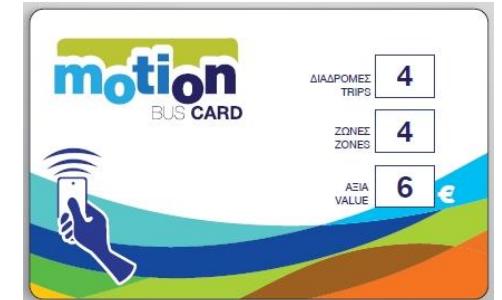 motion
BUS CARD
ΔΙΑΔΡΟΜΕΣ 4
TRIPS
ΖΩΝΕΣ 4
ZONES
ΑΞΙΑ 6 €
VALUE